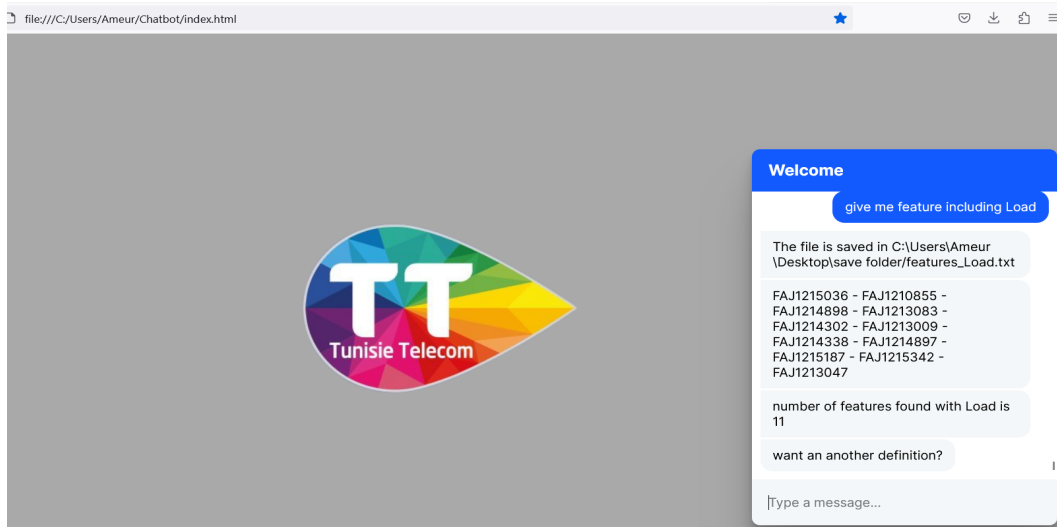 file:///C:/Users/Ameur/Chatbot/index.html
TT
Tunisie Telecom
Welcome
give me feature including Load
The file is saved in C:\Users\Ameur
\Desktop\save folder/features_Load.txt
FAJ1215036 - FAJ1210855 -
FAJ1214898 - FAJ1213083 -
FAJ1214302 - FAJ1213009 -
FAJ1214338 - FAJ1214897 -
FAJ1215187 - FAJ1215342 -
FAJ1213047
number of features found with Load is
11
want an another definition?
Type a message...